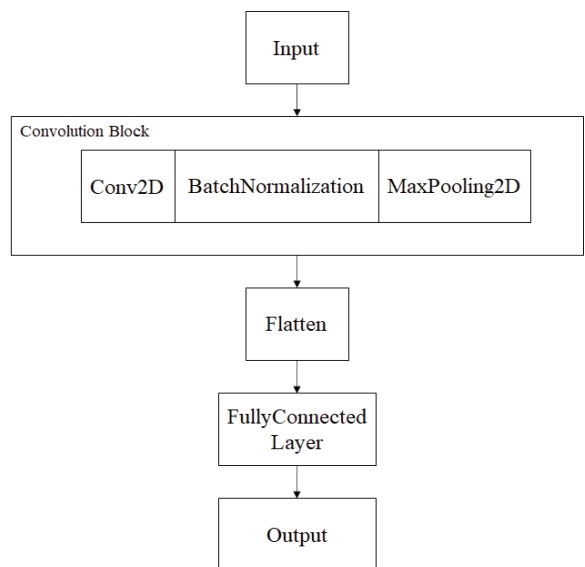 Input
Convolution Block
Conv2D BatchNormalization MaxPooling2D
Flatten
FullyConnected
Layer
Output